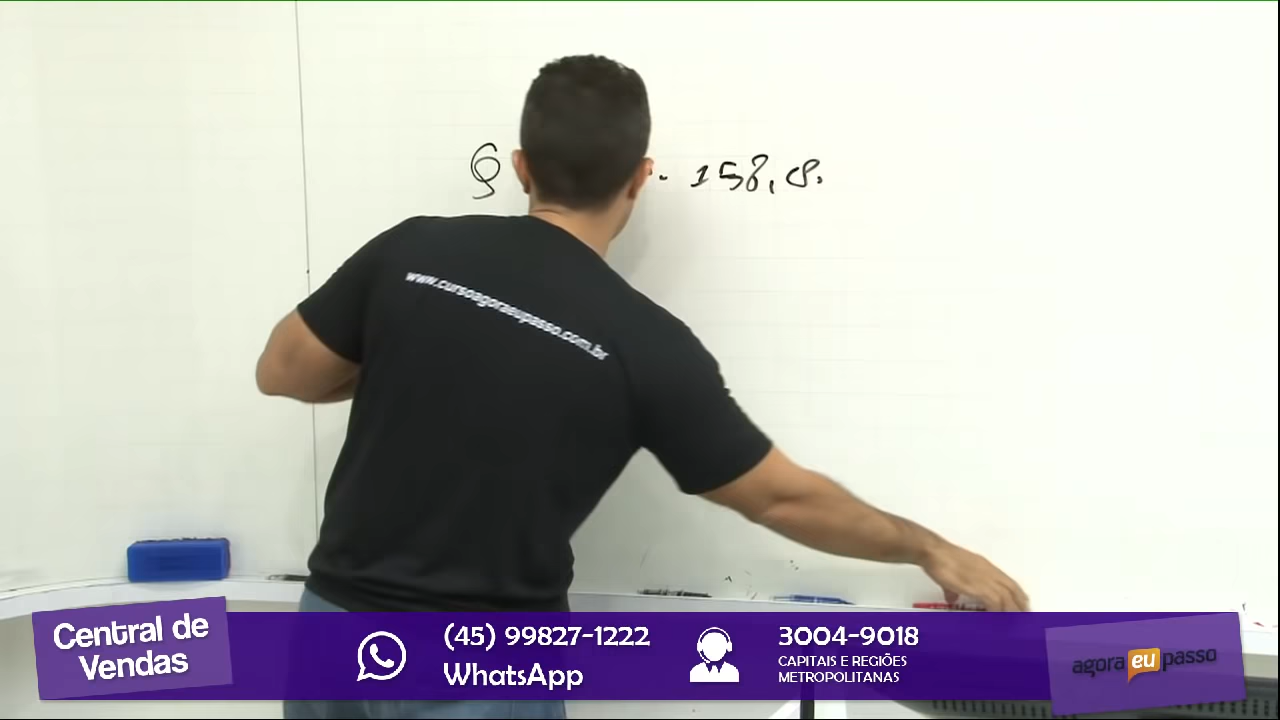 158, CP.
www.cursoagoraeupasso.com.br
Central de
Vendas
(45) 99827-1222
WhatsApp
3004-9018
CAPITAIS E REGIÕES
METROPOLITANAS
agora eu passo